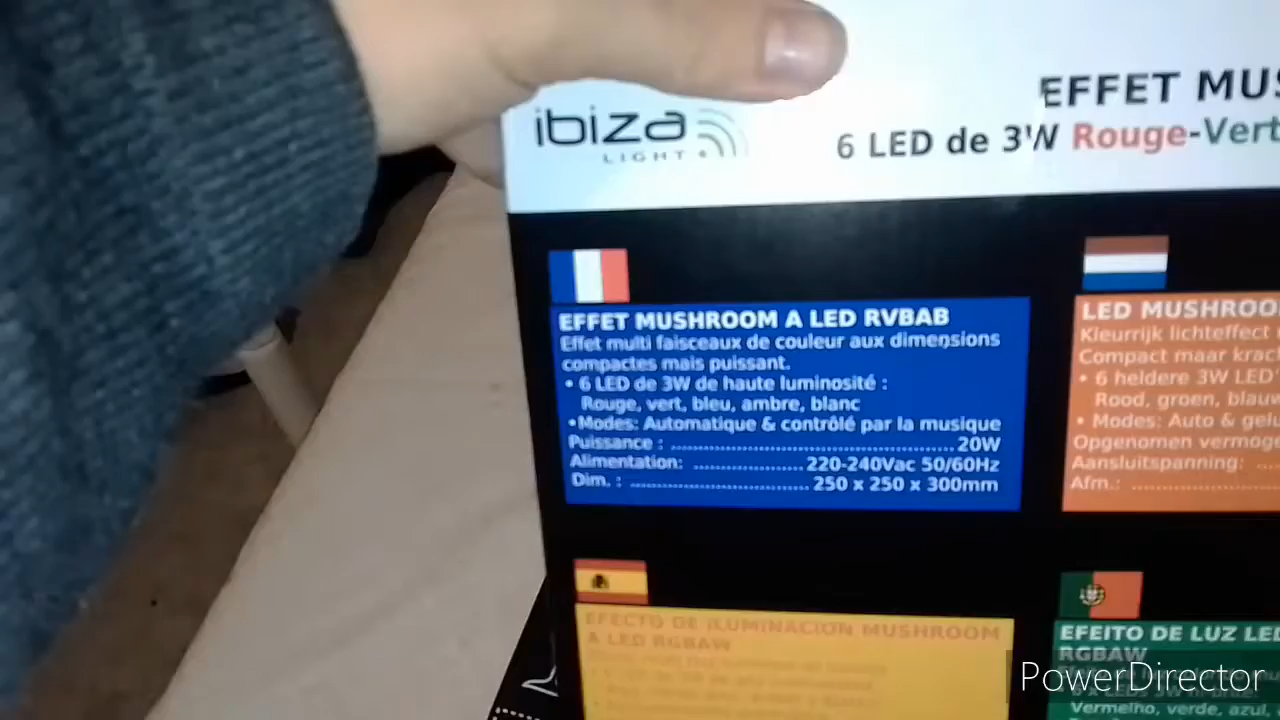 ibiza
LIGHT
EFFET MUS
6 LED de 3W Rouge-Vert
EFFET MUSHROOM A LED RVBAB
Effet multi faisceaux de couleur aux dimensions
compactes mais puissant.
• 6 LED de 3W de haute luminosité :
Rouge, vert, bleu, ambre, blanc
•Modes: Automatique & contrôlé par la musique
Puissance : ............................................... 20W
Alimentation: .................. 220-240Vac 50/60Hz
Dim. : .............................. 250 x 250 x 300mm
LED MUSHROO
Kleurrijk lichteffect
Compact maar krac
• 6 heldere 3W LED'
Rood, groen, blauw
• Modes: Auto & gelu
Opgenomen vermoge
Aansluitspanning: ....
Afm.: ......................
EFECTO DE ILUMINACION MUSHROOM
A LED RGBAW
EFEITO DE LUZ LED
RGBAW
Vermelho, verde, azul,
PowerDirector